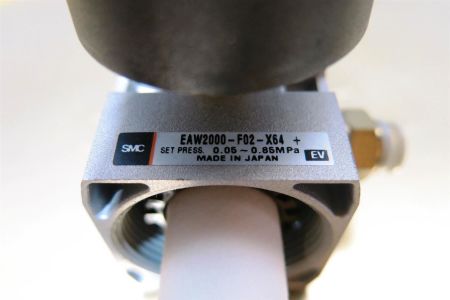 EAW2000-F02-X64 +
SMC SET PRESS. 0.05~0.85MPa
MADE IN JAPAN EV